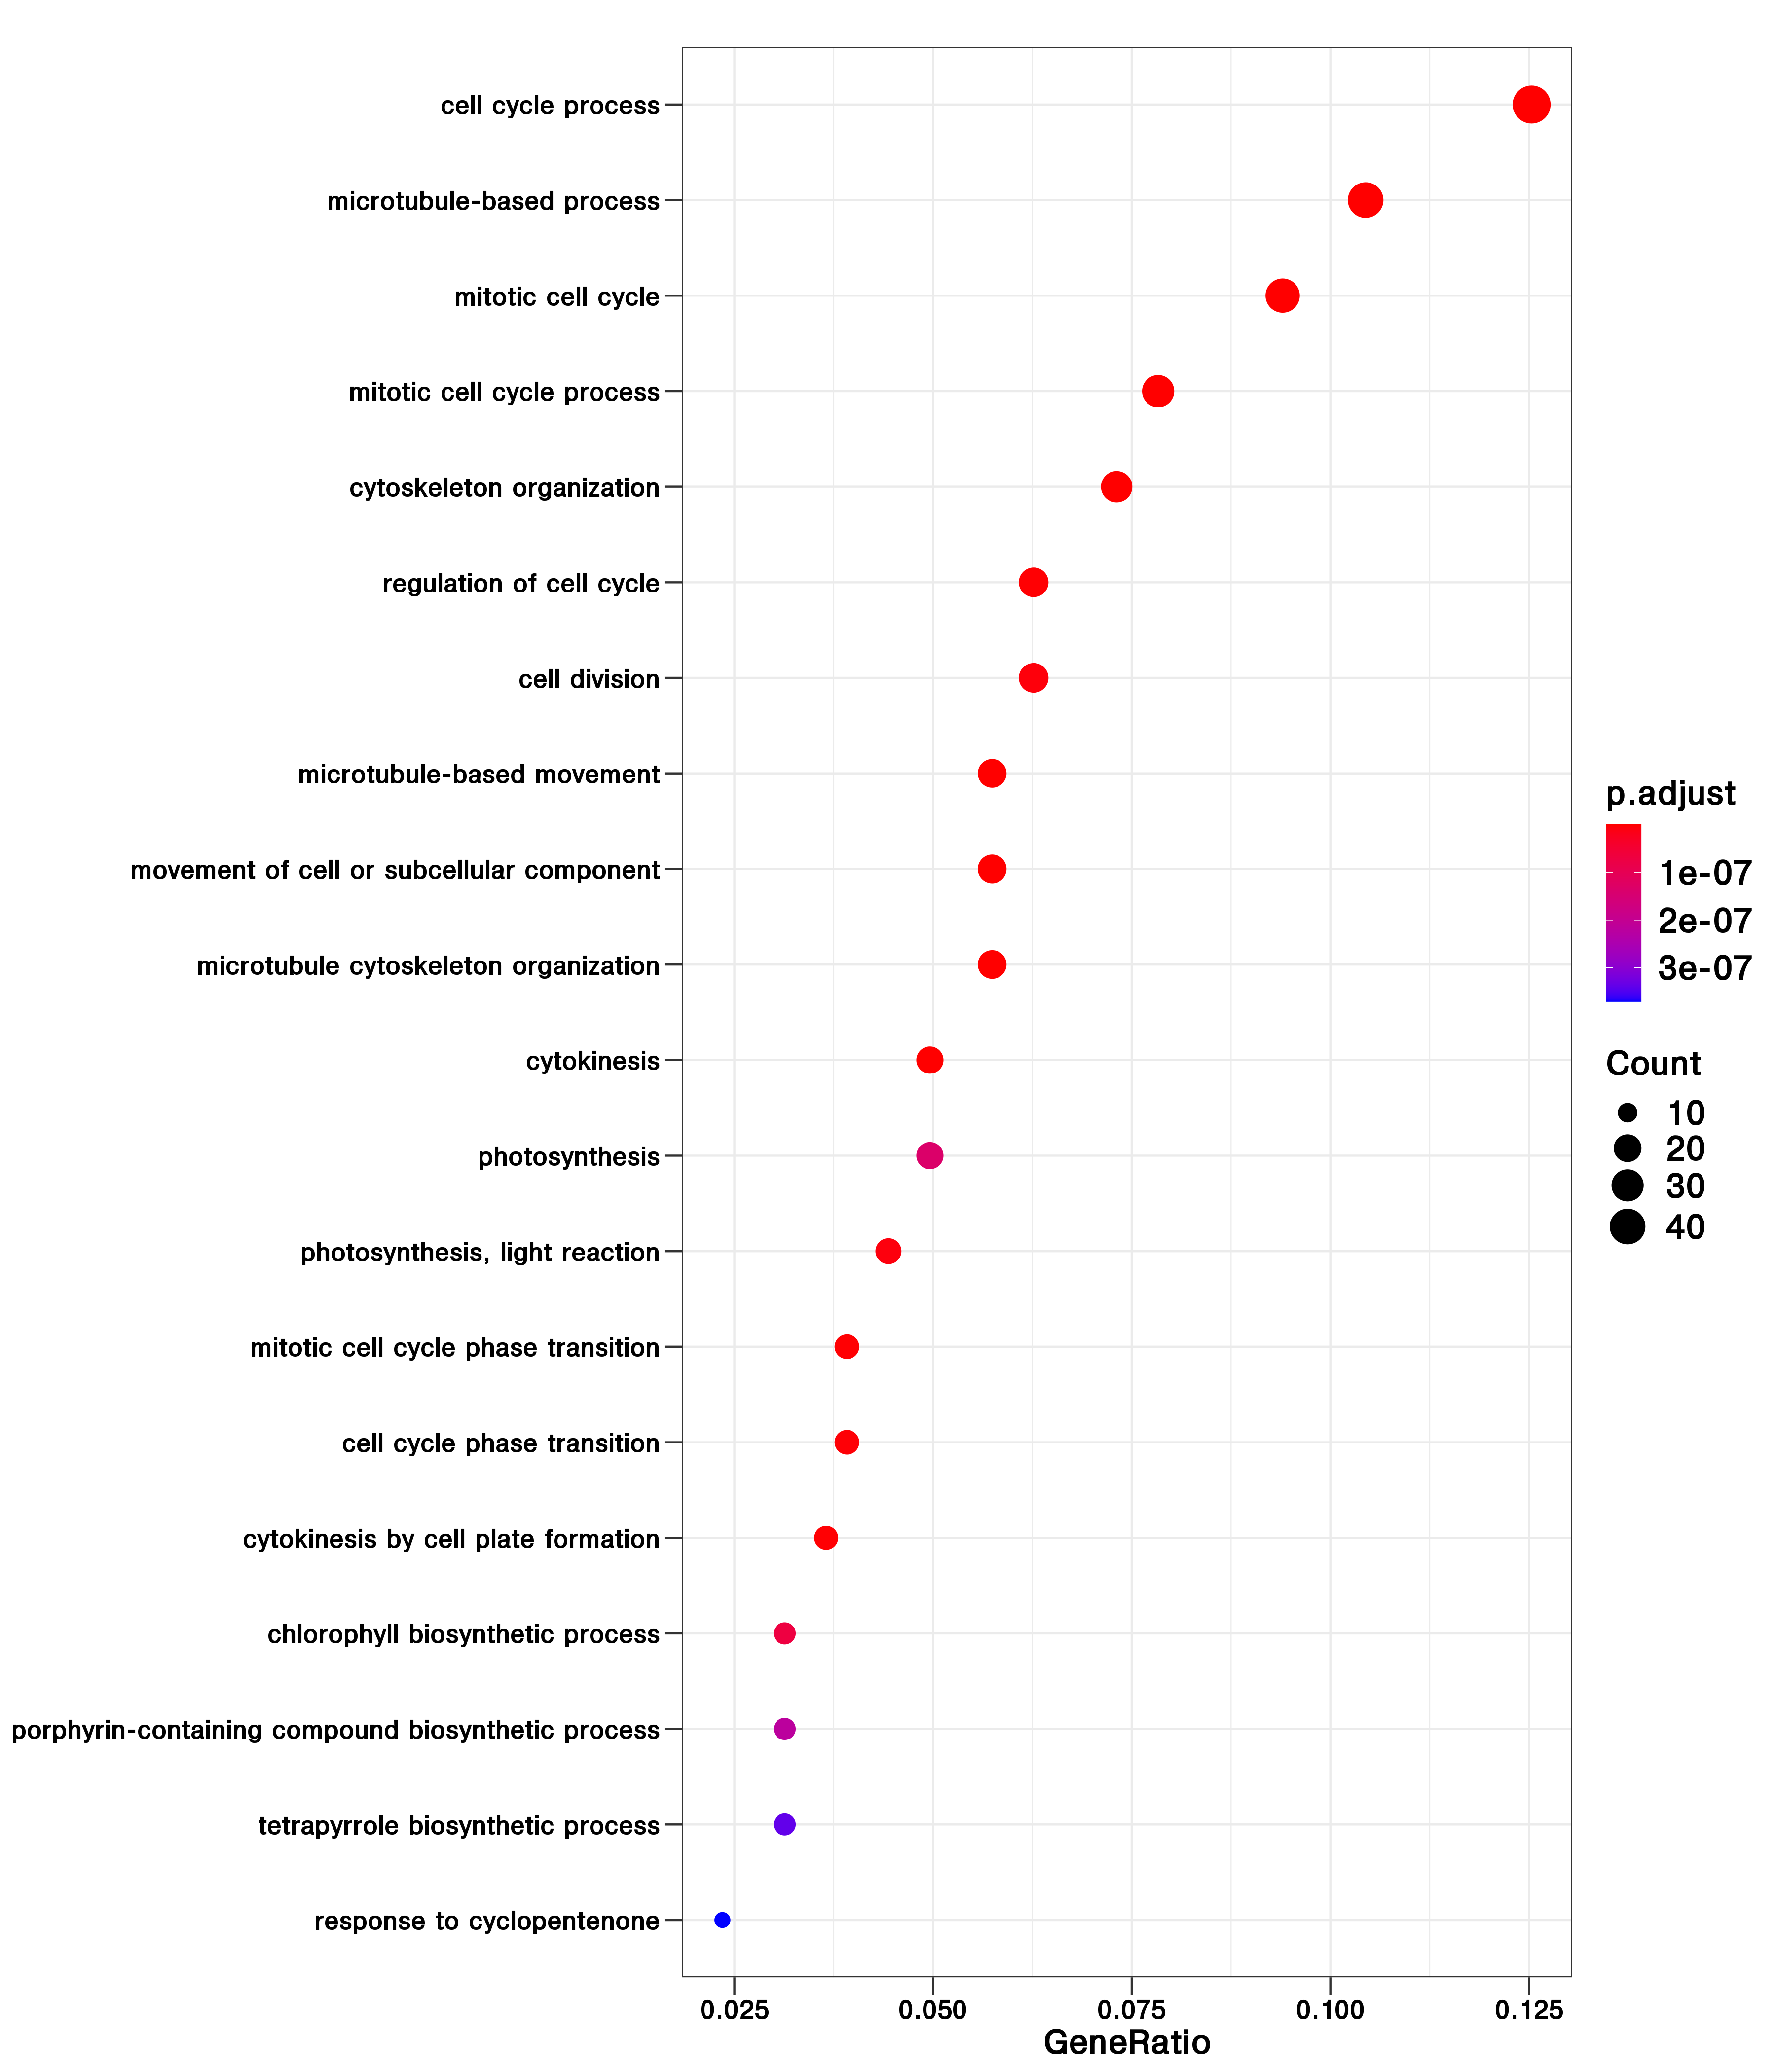 cell cycle process
microtubule-based process
mitotic cell cycle
mitotic cell cycle process
cytoskeleton organization
regulation of cell cycle
cell division
microtubule-based movement
movement of cell or subcellular component
microtubule cytoskeleton organization
cytokinesis
photosynthesis
photosynthesis, light reaction
mitotic cell cycle phase transition
cell cycle phase transition
cytokinesis by cell plate formation
chlorophyll biosynthetic process
porphyrin-containing compound biosynthetic process
tetrapyrrole biosynthetic process
response to cyclopentenone
0.025 0.050 0.075 0.100 0.125
GeneRatio
p.adjust
1e-07
2e-07
3e-07
Count
10
20
30
40